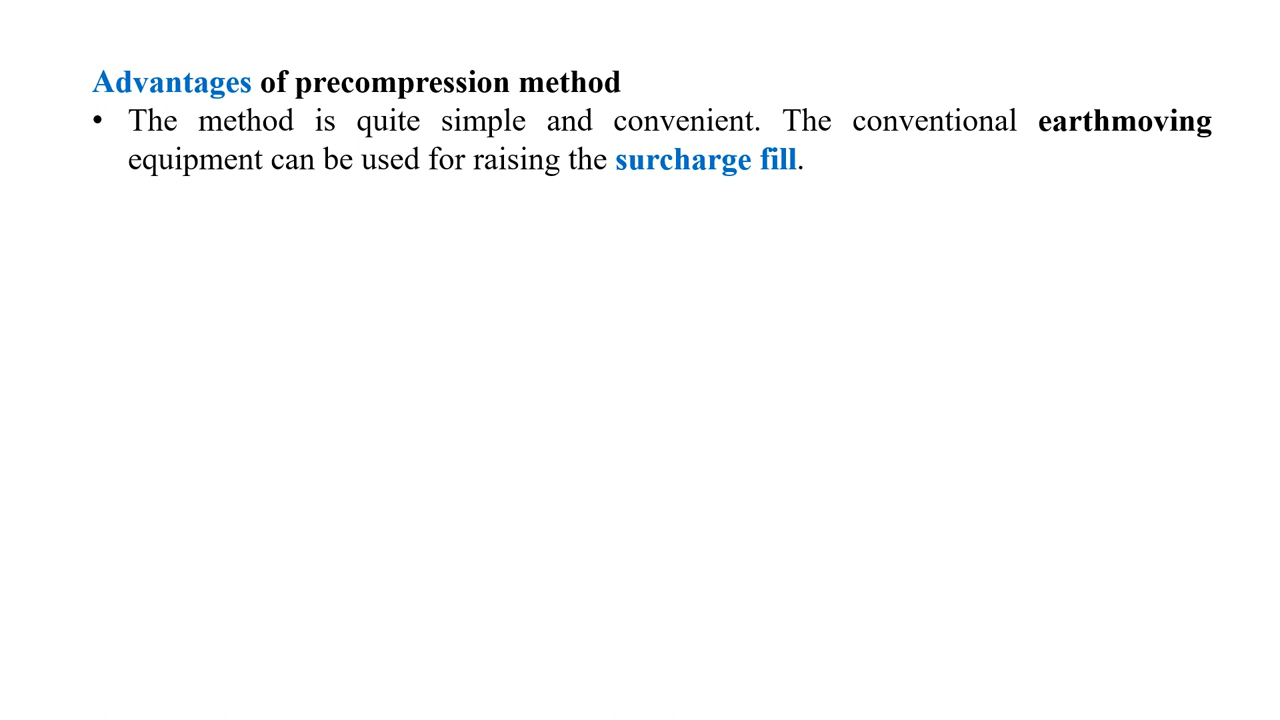 Advantages of precompression method
• The method is quite simple and convenient. The conventional earthmoving
equipment can be used for raising the surcharge fill.